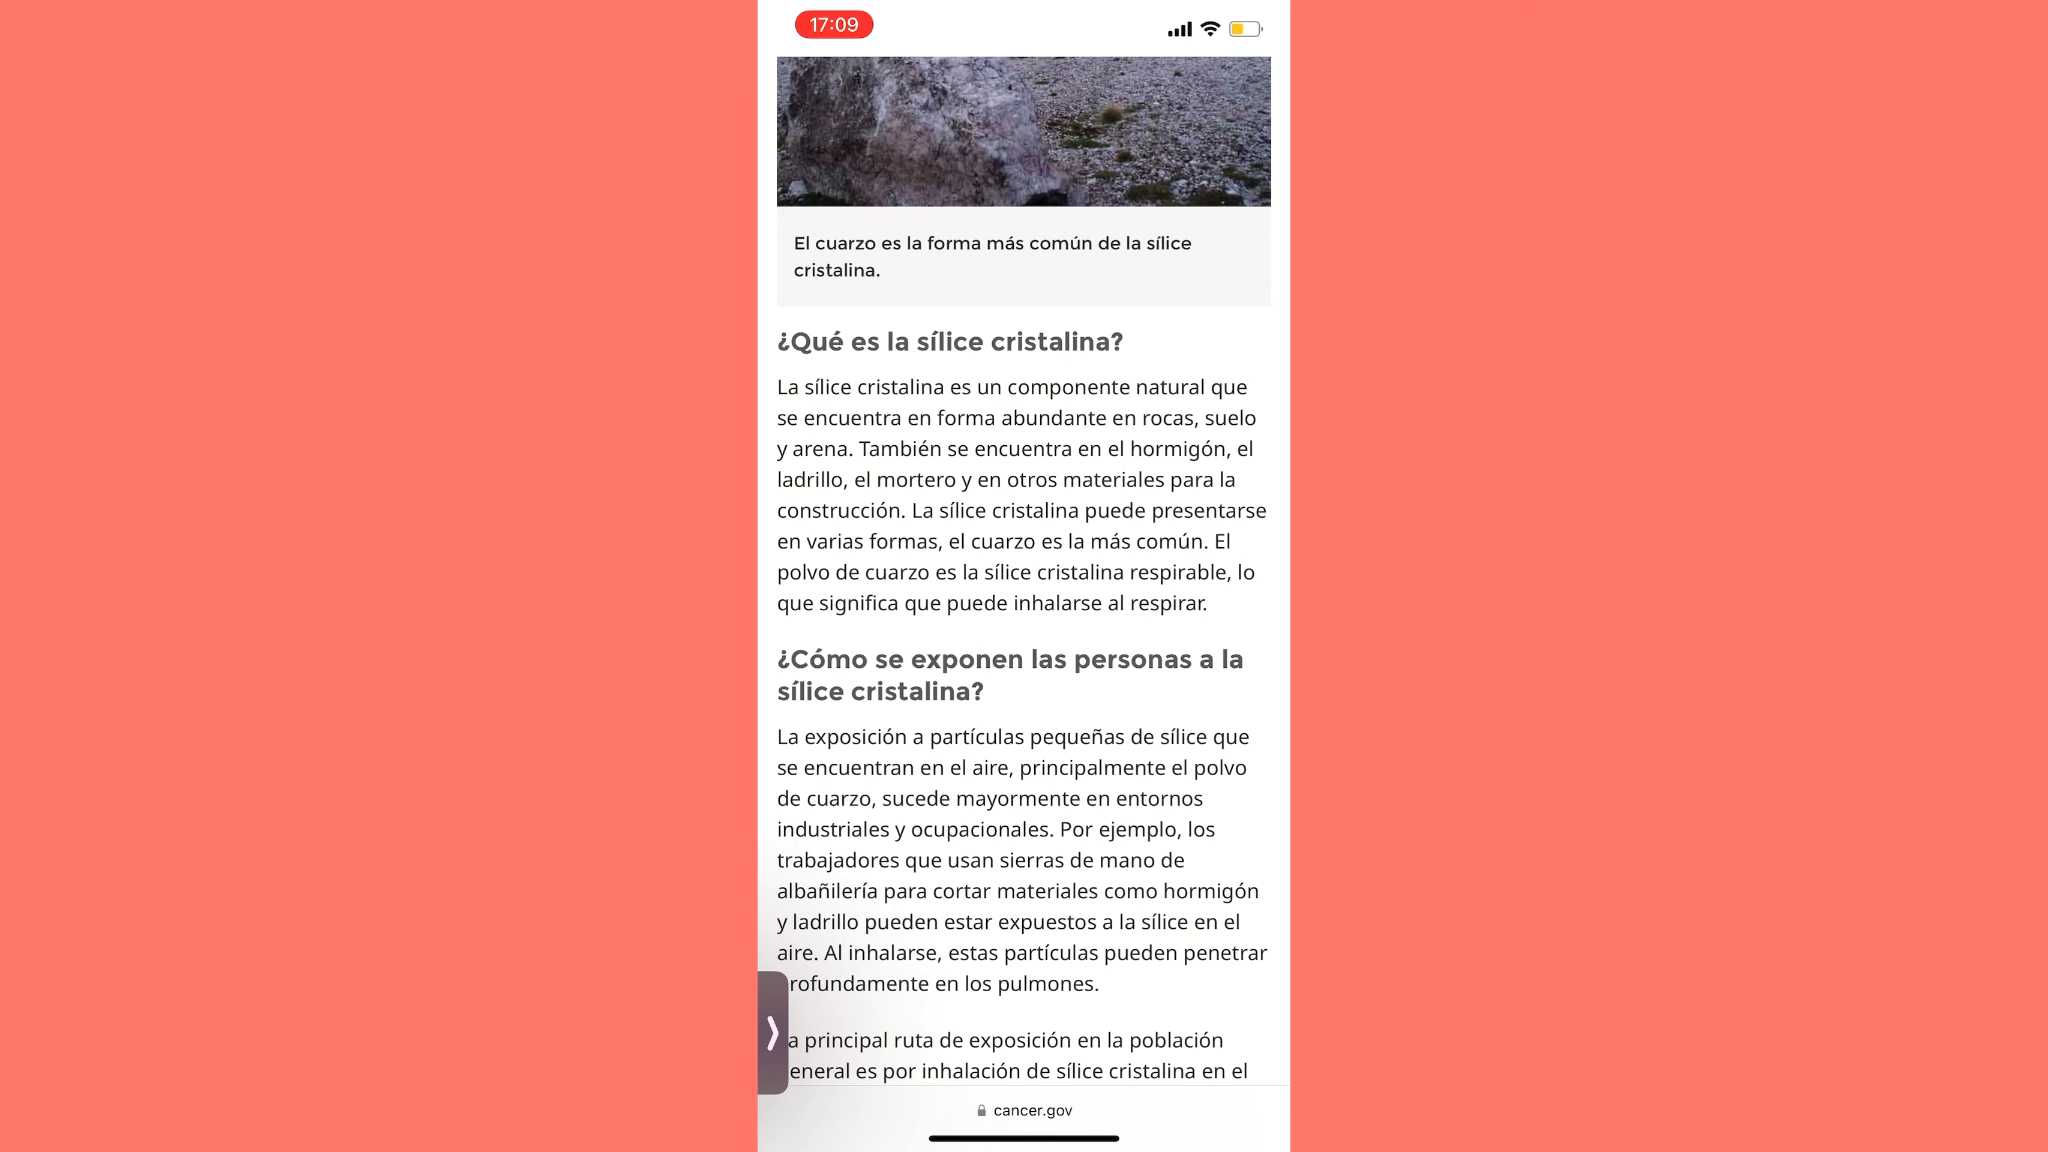 17:09
El cuarzo es la forma más común de la sílice
cristalina.
¿Qué es la sílice cristalina?
La sílice cristalina es un componente natural que
se encuentra en forma abundante en rocas, suelo
y arena. También se encuentra en el hormigón, el
ladrillo, el mortero y en otros materiales para la
construcción. La sílice cristalina puede presentarse
en varias formas, el cuarzo es la más común. El
polvo de cuarzo es la sílice cristalina respirable, lo
que significa que puede inhalarse al respirar.
¿Cómo se exponen las personas a la
sílice cristalina?
La exposición a partículas pequeñas de sílice que
se encuentran en el aire, principalmente el polvo
de cuarzo, sucede mayormente en entornos
industriales y ocupacionales. Por ejemplo, los
trabajadores que usan sierras de mano de
albañilería para cortar materiales como hormigón
y ladrillo pueden estar expuestos a la sílice en el
aire. Al inhalarse, estas partículas pueden penetrar
rofundamente en los pulmones.
a principal ruta de exposición en la población
eneral es por inhalación de sílice cristalina en el
cancer.gov